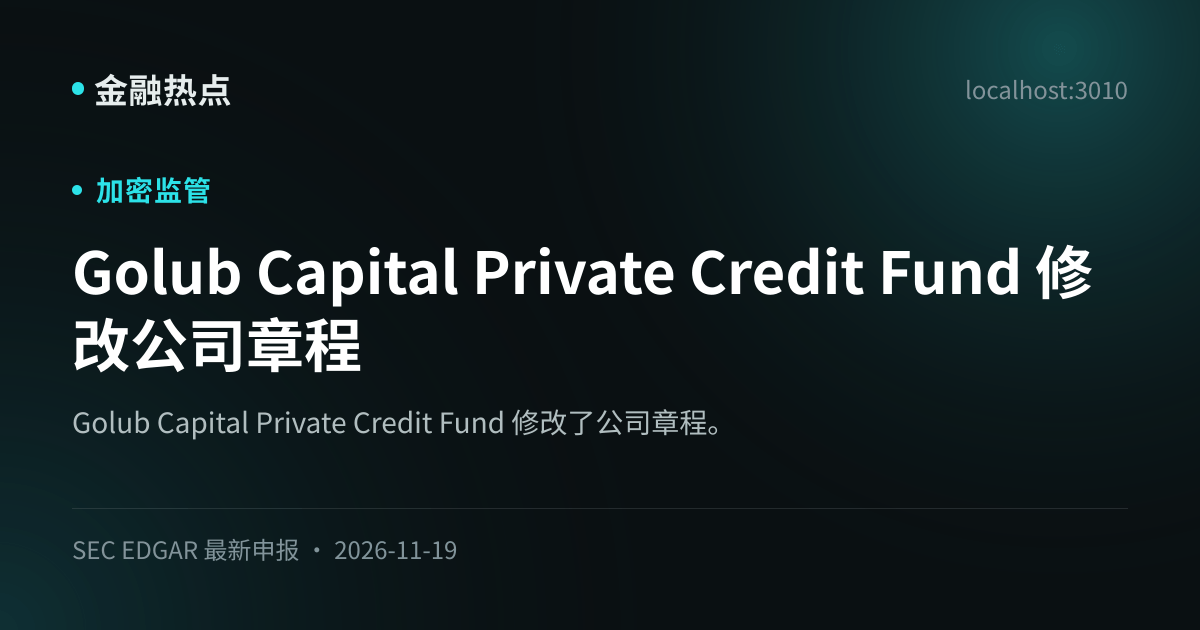 金融热点
localhost:3010
加密监管
Golub Capital Private Credit Fund 修
改公司章程
Golub Capital Private Credit Fund 修改了公司章程。
SEC EDGAR 最新申报 · 2026-11-19